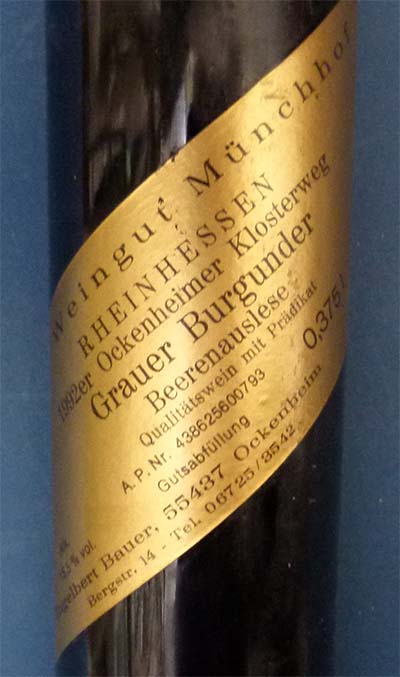 Weingut Münchhof
RHEINHESSEN
1992er Ockenheimer Klosterweg
Grauer Burgunder
Beerenauslese
Qualitätswein mit Prädikat
0,375 l
A.P. Nr. 438625600793
Gutsabfüllung
% vol.
Bauer, 55437 Ockenheim
Bergstr. 14 - Tel. 06725/3542